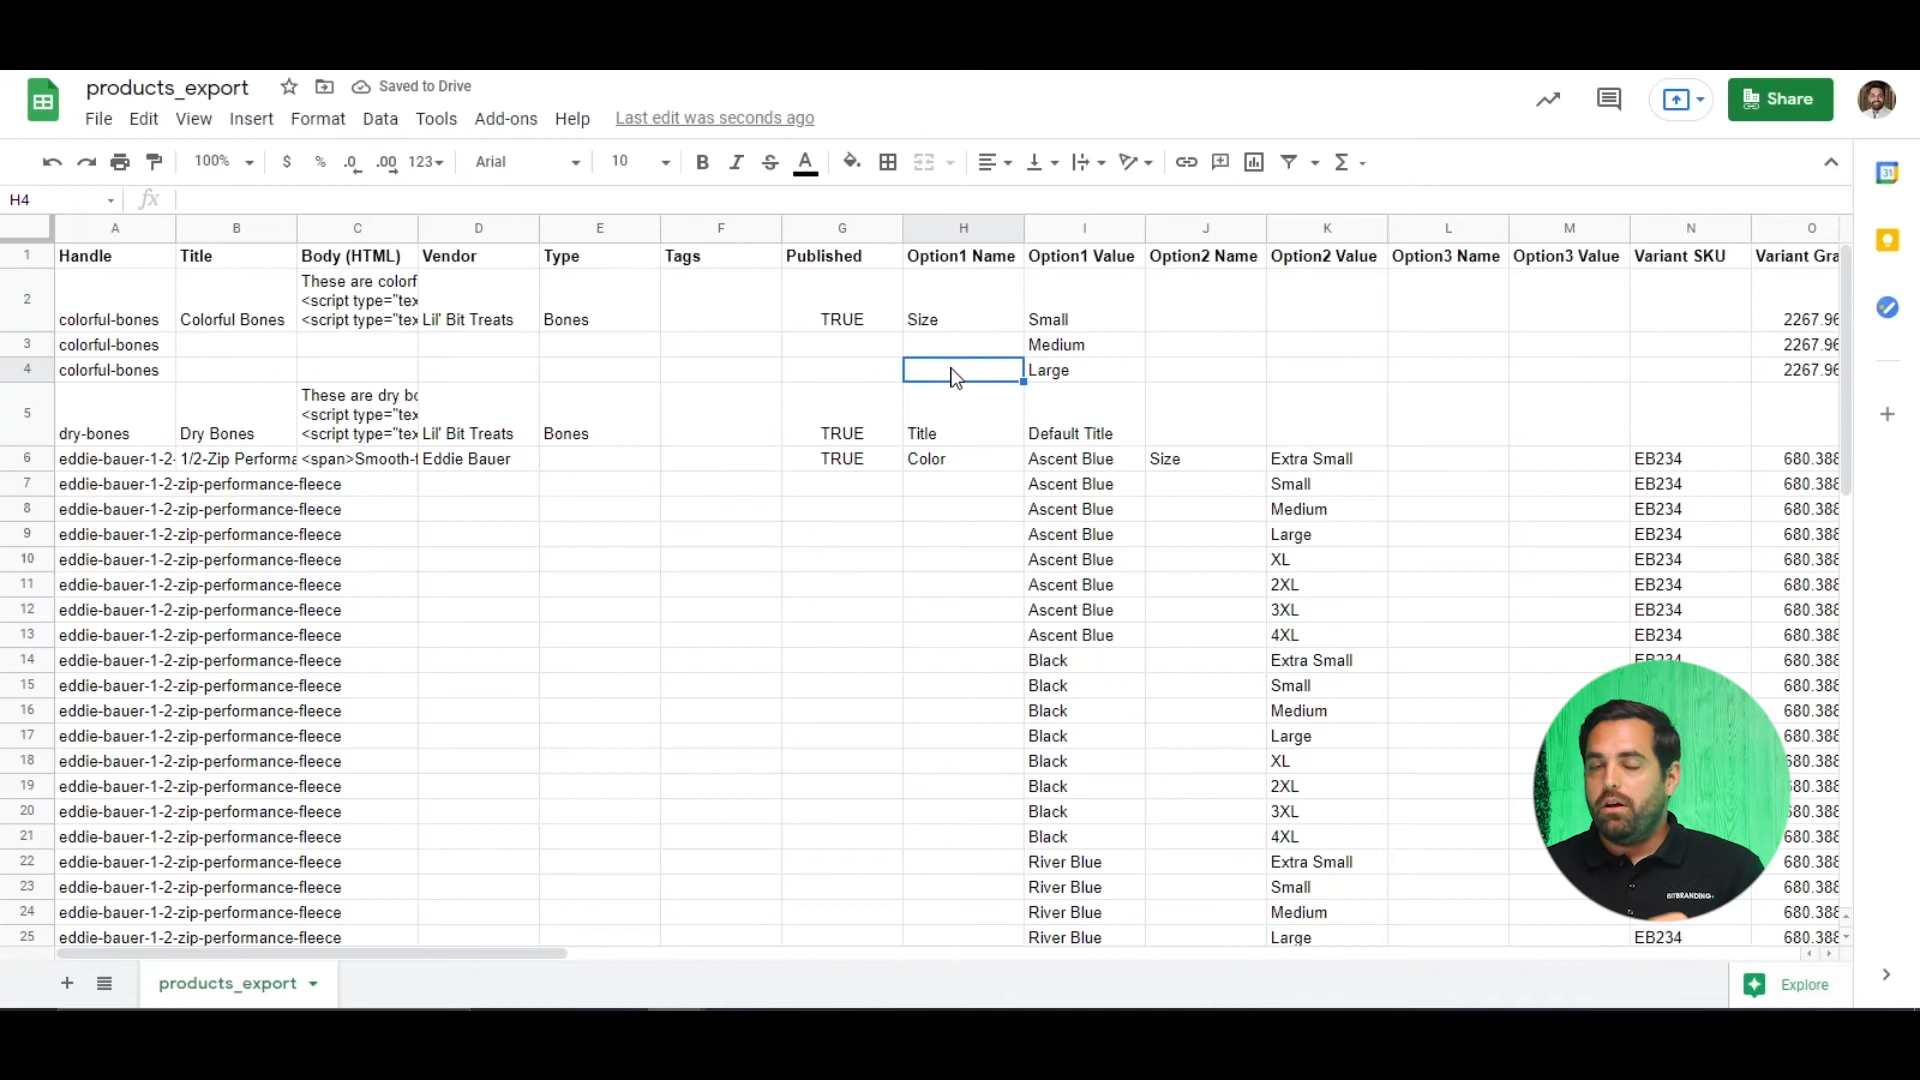 products_export Saved to Drive
File Edit View Insert Format Data Tools Add-ons Help Last edit was seconds ago
Share
100% $ % .0 .00 123 Arial 10 B I S A Σ
31
H4 fx
A B C D E F G H I J K L M N O
1 Handle Title Body (HTML) Vendor Type Tags Published Option1 Name Option1 Value Option2 Name Option2 Value Option3 Name Option3 Value Variant SKU Variant Gra
These are colorf
<script type="tex
2 colorful-bones Colorful Bones <script type="tex Lil' Bit Treats Bones TRUE Size Small 2267.96
3 colorful-bones Medium 2267.96
4 colorful-bones Large 2267.96
These are dry bo
<script type="tex
5 dry-bones Dry Bones <script type="tex Lil' Bit Treats Bones TRUE Title Default Title
6 eddie-bauer-1-2- 1/2-Zip Performa <span>Smooth-f Eddie Bauer TRUE Color Ascent Blue Size Extra Small EB234 680.388
7 eddie-bauer-1-2-zip-performance-fleece Ascent Blue Small EB234 680.388
8 eddie-bauer-1-2-zip-performance-fleece Ascent Blue Medium EB234 680.388
9 eddie-bauer-1-2-zip-performance-fleece Ascent Blue Large EB234 680.388
10 eddie-bauer-1-2-zip-performance-fleece Ascent Blue XL EB234 680.388
11 eddie-bauer-1-2-zip-performance-fleece Ascent Blue 2XL EB234 680.388
12 eddie-bauer-1-2-zip-performance-fleece Ascent Blue 3XL EB234 680.388
13 eddie-bauer-1-2-zip-performance-fleece Ascent Blue 4XL EB234 680.388
14 eddie-bauer-1-2-zip-performance-fleece Black Extra Small EB234 680.388
15 eddie-bauer-1-2-zip-performance-fleece Black Small 680.388
16 eddie-bauer-1-2-zip-performance-fleece Black Medium 680.388
17 eddie-bauer-1-2-zip-performance-fleece Black Large 680.388
18 eddie-bauer-1-2-zip-performance-fleece Black XL 680.388
19 eddie-bauer-1-2-zip-performance-fleece Black 2XL 680.388
20 eddie-bauer-1-2-zip-performance-fleece Black 3XL 680.388
21 eddie-bauer-1-2-zip-performance-fleece Black 4XL 680.388
22 eddie-bauer-1-2-zip-performance-fleece River Blue Extra Small 680.388
23 eddie-bauer-1-2-zip-performance-fleece River Blue Small 680.388
BITBRANDING
24 eddie-bauer-1-2-zip-performance-fleece River Blue Medium 680.388
25 eddie-bauer-1-2-zip-performance-fleece River Blue Large EB234 680.388
products_export Explore